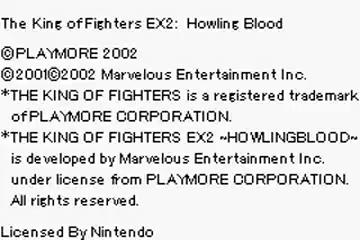 The King of Fighters EX2: Howling Blood
©PLAYMORE 2002
©2001©2002 Marvelous Entertainment Inc.
*THE KING OF FIGHTERS is a registered trademark
of PLAYMORE CORPORATION.
*THE KING OF FIGHTERS EX2 ~HOWLINGBLOOD~
is developed by Marvelous Entertainment Inc.
under license from PLAYMORE CORPORATION.
All rights reserved.
Licensed By Nintendo